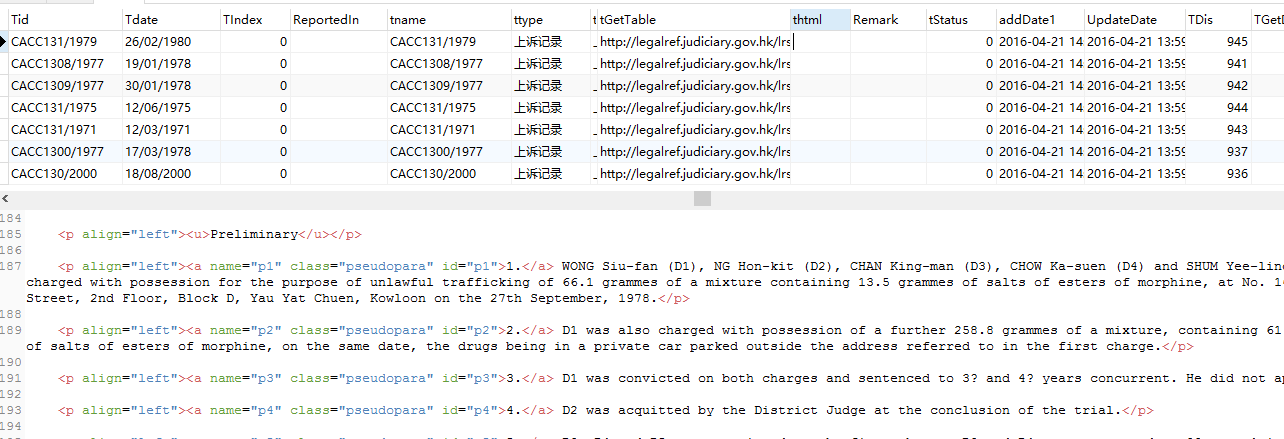 Tid Tdate TIndex ReportedIn tname ttype t tGetTable thtml Remark tStatus addDate1 UpdateDate TDis TGetD
CACC131/1979 26/02/1980 0 CACC131/1979 上诉记录 _ http://legalref.judiciary.gov.hk/lrs 0 2016-04-21 14 2016-04-21 13:59 945
CACC1308/1977 19/01/1978 0 CACC1308/1977 上诉记录 _ http://legalref.judiciary.gov.hk/lrs 0 2016-04-21 14 2016-04-21 13:59 941
CACC1309/1977 30/01/1978 0 CACC1309/1977 上诉记录 _ http://legalref.judiciary.gov.hk/lrs 0 2016-04-21 14 2016-04-21 13:59 942
CACC131/1975 12/06/1975 0 CACC131/1975 上诉记录 _ http://legalref.judiciary.gov.hk/lrs 0 2016-04-21 14 2016-04-21 13:59 944
CACC131/1971 12/03/1971 0 CACC131/1971 上诉记录 _ http://legalref.judiciary.gov.hk/lrs 0 2016-04-21 14 2016-04-21 13:59 943
CACC1300/1977 17/03/1978 0 CACC1300/1977 上诉记录 _ http://legalref.judiciary.gov.hk/lrs 0 2016-04-21 14 2016-04-21 13:59 937
CACC130/2000 18/08/2000 0 CACC130/2000 上诉记录 _ http://legalref.judiciary.gov.hk/lrs 0 2016-04-21 14 2016-04-21 13:59 936
184
185 <p align="left"><u>Preliminary</u></p>
186
187 <p align="left"><a name="p1" class="pseudopara" id="p1">1.</a> WONG Siu-fan (D1), NG Hon-kit (D2), CHAN King-man (D3), CHOW Ka-suen (D4) and SHUM Yee-lin
charged with possession for the purpose of unlawful trafficking of 66.1 grammes of a mixture containing 13.5 grammes of salts of esters of morphine, at No.
Street, 2nd Floor, Block D, Yau Yat Chuen, Kowloon on the 27th September, 1978.</p>
188
189 <p align="left"><a name="p2" class="pseudopara" id="p2">2.</a> D1 was also charged with possession of a further 258.8 grammes of a mixture, containing 61
of salts of esters of morphine, on the same date, the drugs being in a private car parked outside the address referred to in the first charge.</p>
190
191 <p align="left"><a name="p3" class="pseudopara" id="p3">3.</a> D1 was convicted on both charges and sentenced to 3? and 4? years concurrent. He did not ap
192
193 <p align="left"><a name="p4" class="pseudopara" id="p4">4.</a> D2 was acquitted by the District Judge at the conclusion of the trial.</p>
194